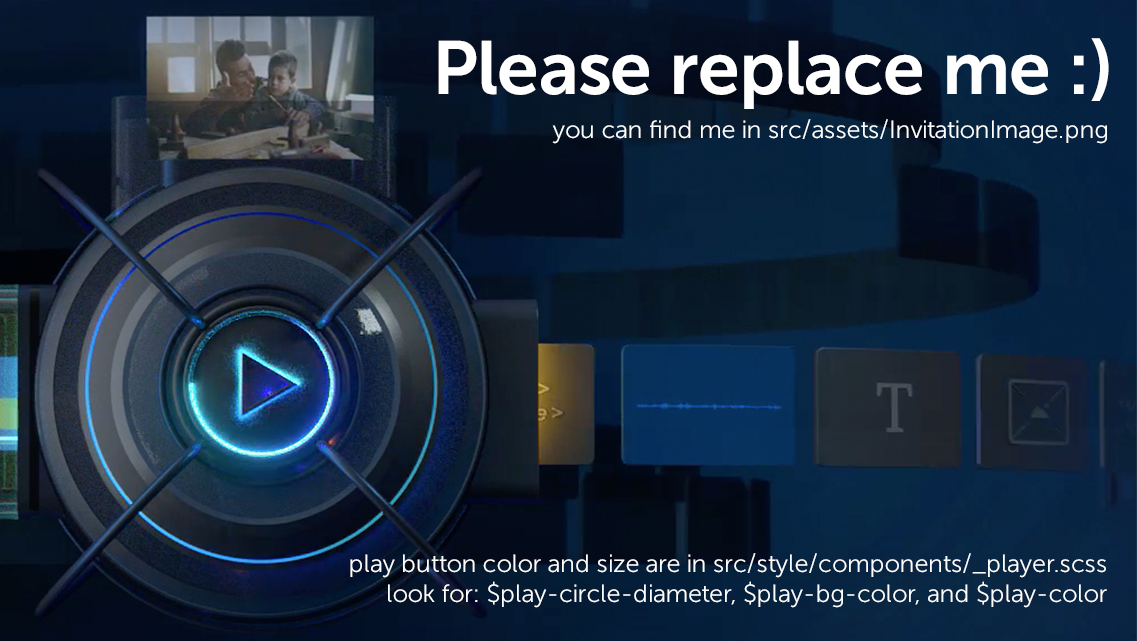 Please replace me :)
you can find me in src/assets/InvitationImage.png
T
play button color and size are in src/style/components/_player.scss
look for: $play-circle-diameter, $play-bg-color, and $play-color